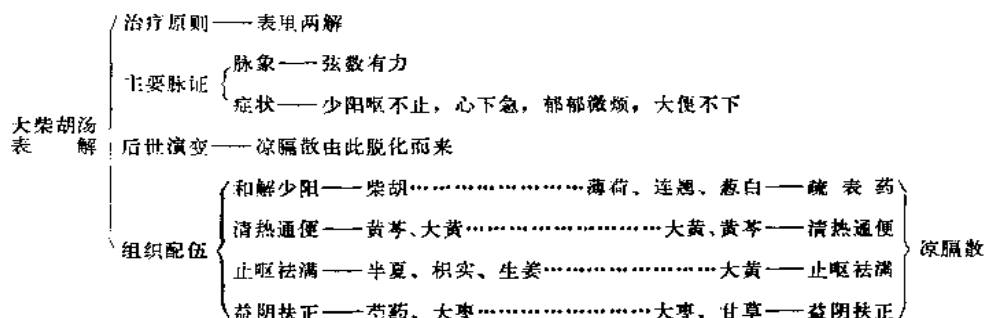 治疗原则——表里两解
脉象——弦数有力
主要脉证
症状——少阳呕不止，心下急，郁郁微烦，大便不下
大柴胡汤
表 解
后世演变——凉隔散由此脱化而来
和解少阳——柴胡………………薄荷、连翘、葱白——疏表药
清热通便——黄芩、大黄………………大黄、黄芩——清热通便
组织配伍
凉膈散
止呕祛满——半夏、枳实、生姜………………大黄——止呕祛满
益阴扶正——芍药、大枣………………大枣、甘草——益阴扶正